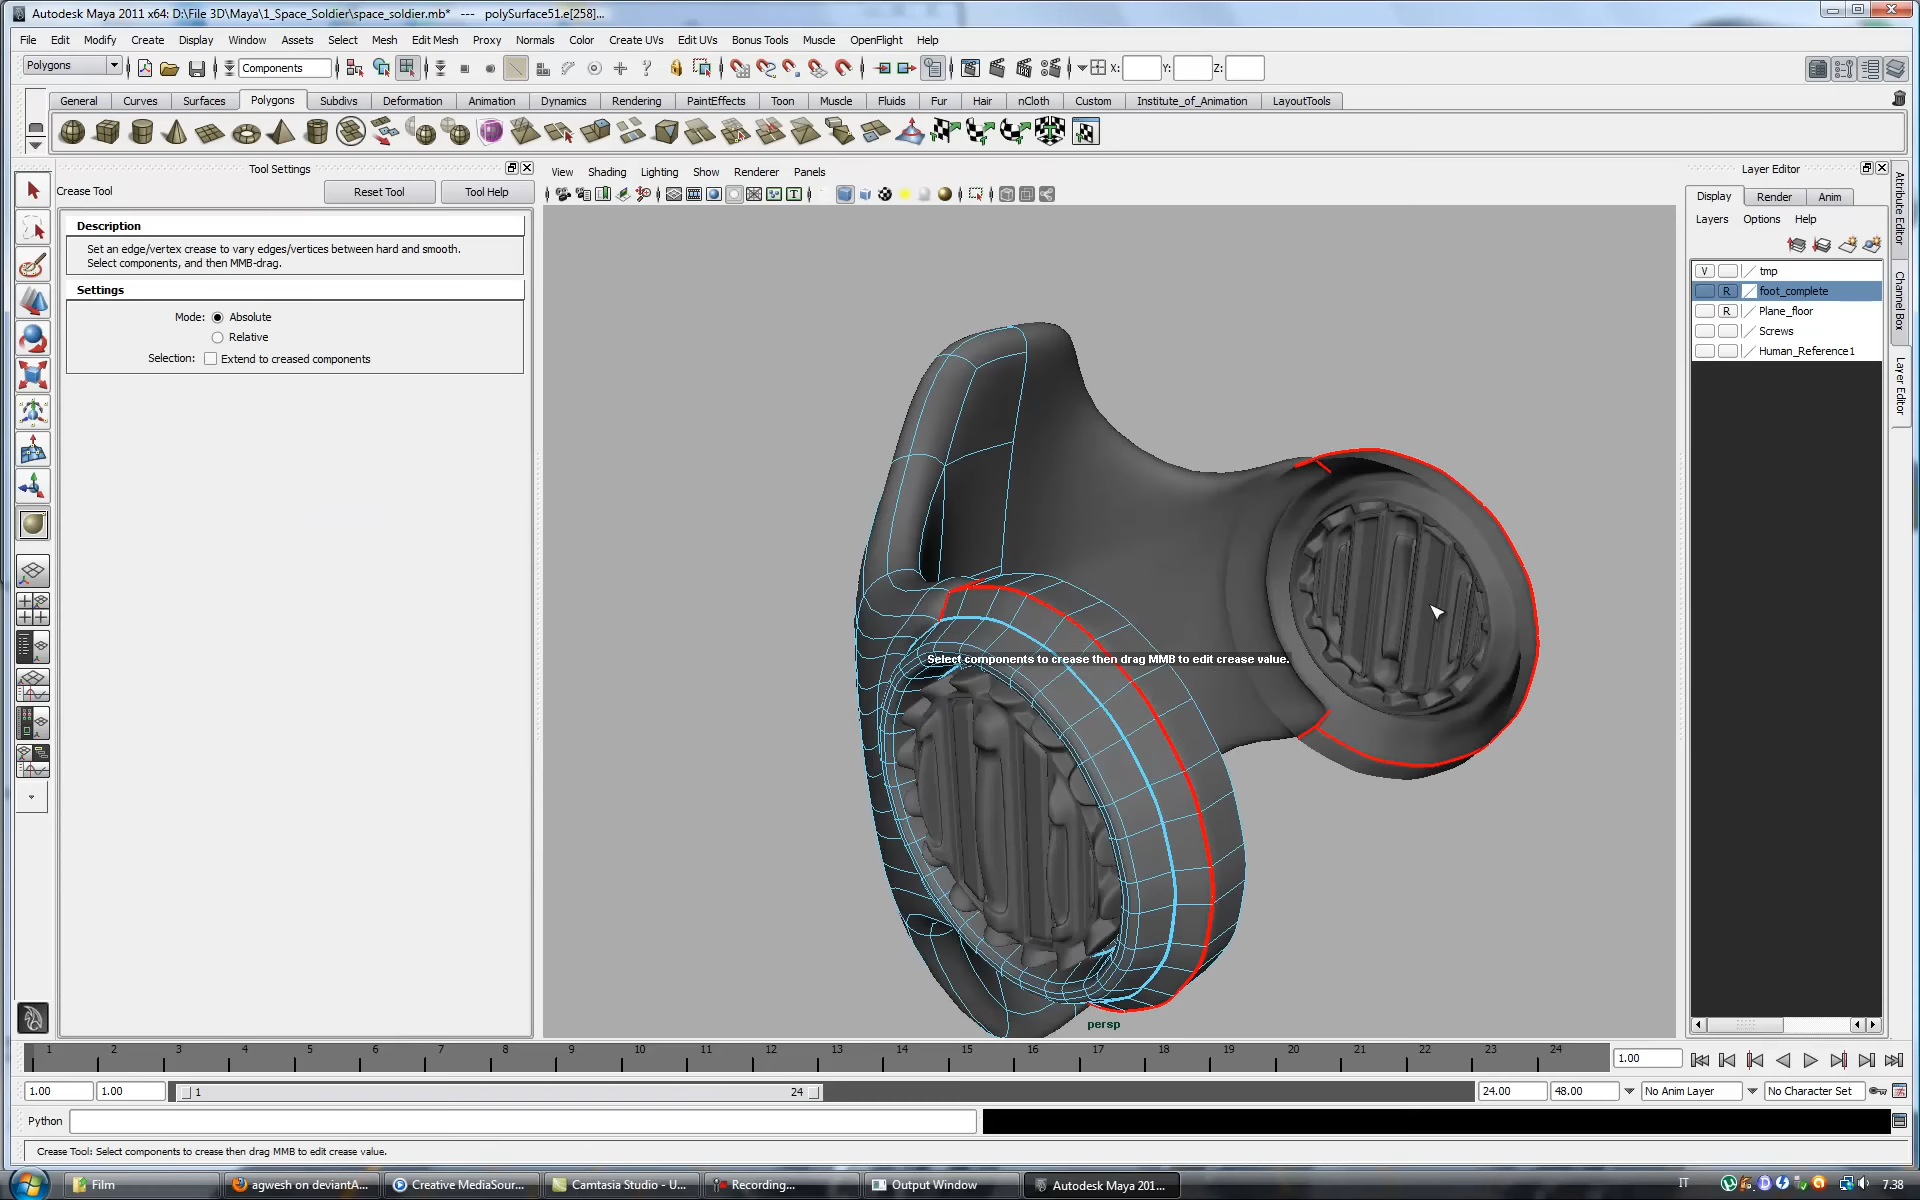 Autodesk Maya 2011 x64: D:\File 3D\Maya\1_Space_Soldier\space_soldier.mb*   ---   polySurface51.e[258]...
File Edit Modify Create Display Window Assets Select Mesh Edit Mesh Proxy Normals Color Create UVs Edit UVs Bonus Tools Muscle OpenFlight Help
Polygons Components X: Y: Z:
General Curves Surfaces Polygons Subdivs Deformation Animation Dynamics Rendering PaintEffects Toon Muscle Fluids Fur Hair nCloth Custom Institute_of_Animation LayoutTools
Tool Settings
Crease Tool Reset Tool Tool Help
Description
Set an edge/vertex crease to vary edges/vertices between hard and smooth.
Select components, and then MMB-drag.
Settings
Mode: Absolute
Relative
Selection: Extend to creased components
View Shading Lighting Show Renderer Panels
Select components to crease then drag MMB to edit crease value.
persp
Layer Editor
Display Render Anim
Layers Options Help
V tmp
R foot_complete
R Plane_floor
Screws
Human_Reference1
Attribute Editor
Channel Box
Layer Editor
1 2 3 4 5 6 7 8 9 10 11 12 13 14 15 16 17 18 19 20 21 22 23 24 1.00
1.00 1.00 1 24 24.00 48.00 No Anim Layer No Character Set
Python
Crease Tool: Select components to crease then drag MMB to edit crease value.
Film agwesh on deviantA... Creative MediaSour... Camtasia Studio - U... Recording... Output Window Autodesk Maya 201... IT 7.38